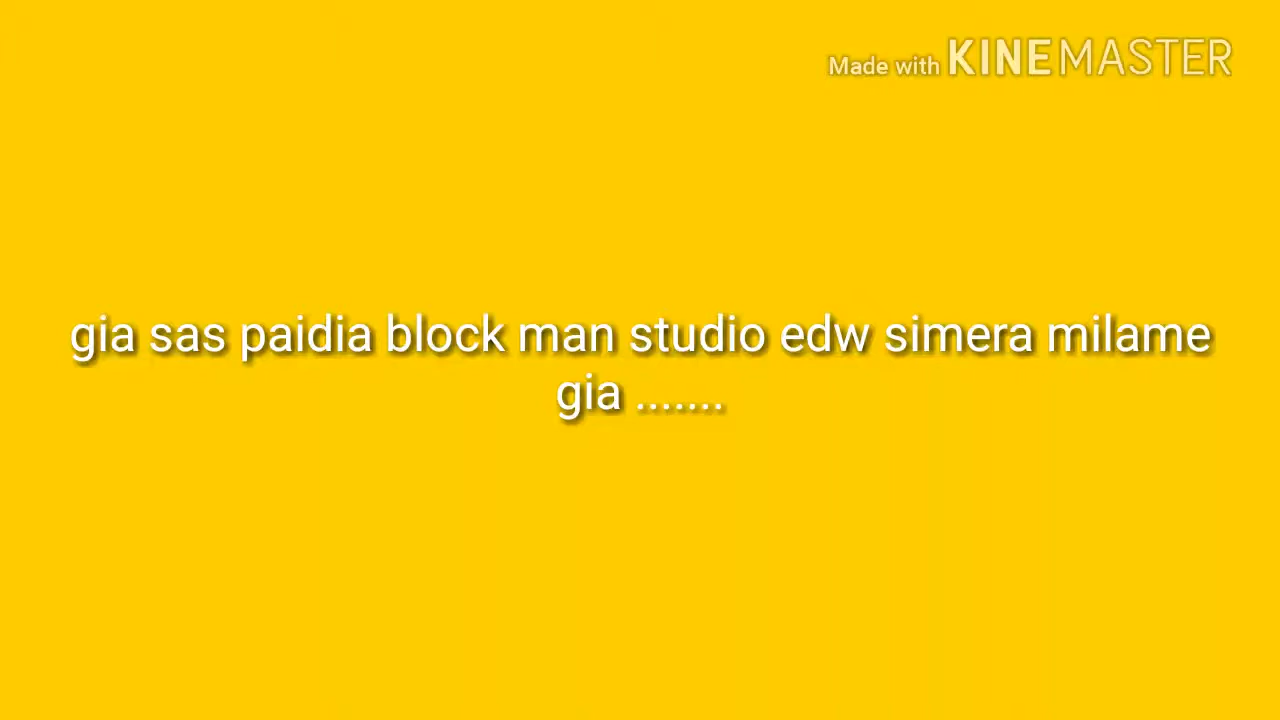 Made with KINEMASTER
gia sas paidia block man studio edw simera milame
gia .......